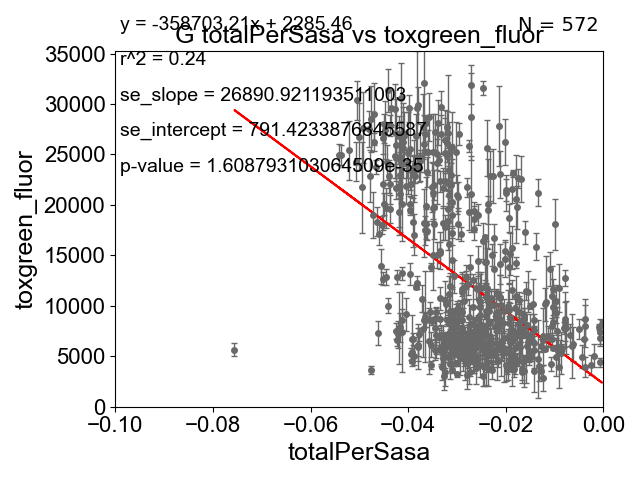 y = -358703.21x + 2285.46
N = 572
G totalPerSasa vs toxgreen_fluor
r^2 = 0.24
se_slope = 26890.921193511003
se_intercept = 791.4233876845587
p-value = 1.608793103064509e-35
toxgreen_fluor
35000
30000
25000
20000
15000
10000
5000
0
−0.10
−0.08
−0.06
−0.04
−0.02
0.00
totalPerSasa